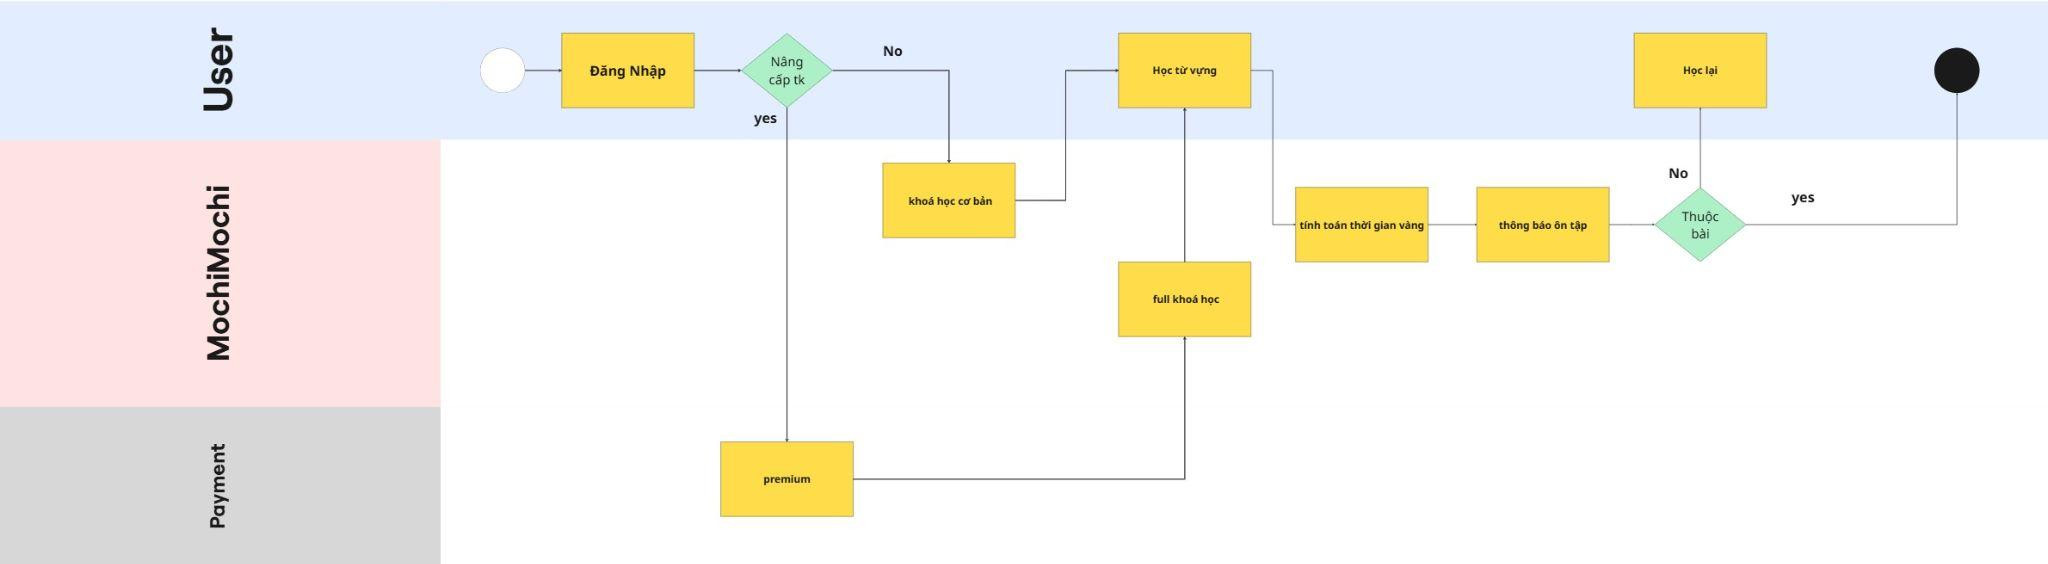 User
Đăng Nhập
Nâng
cấp tk
No
yes
Học từ vựng
Học lại
MochiMochi
khoá học cơ bản
full khoá học
tính toán thời gian vàng
thông báo ôn tập
Thuộc
bài
No
yes
Payment
premium